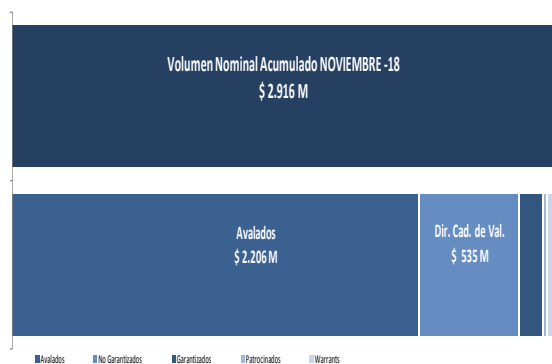 Volumen Nominal Acumulado NOVIEMBRE -18
$ 2.916 M
Avalados
$ 2.206 M
Dir. Cad. de Val.
$ 535 M
Avalados No Garantizados Garantizados Patrocinados Warrants